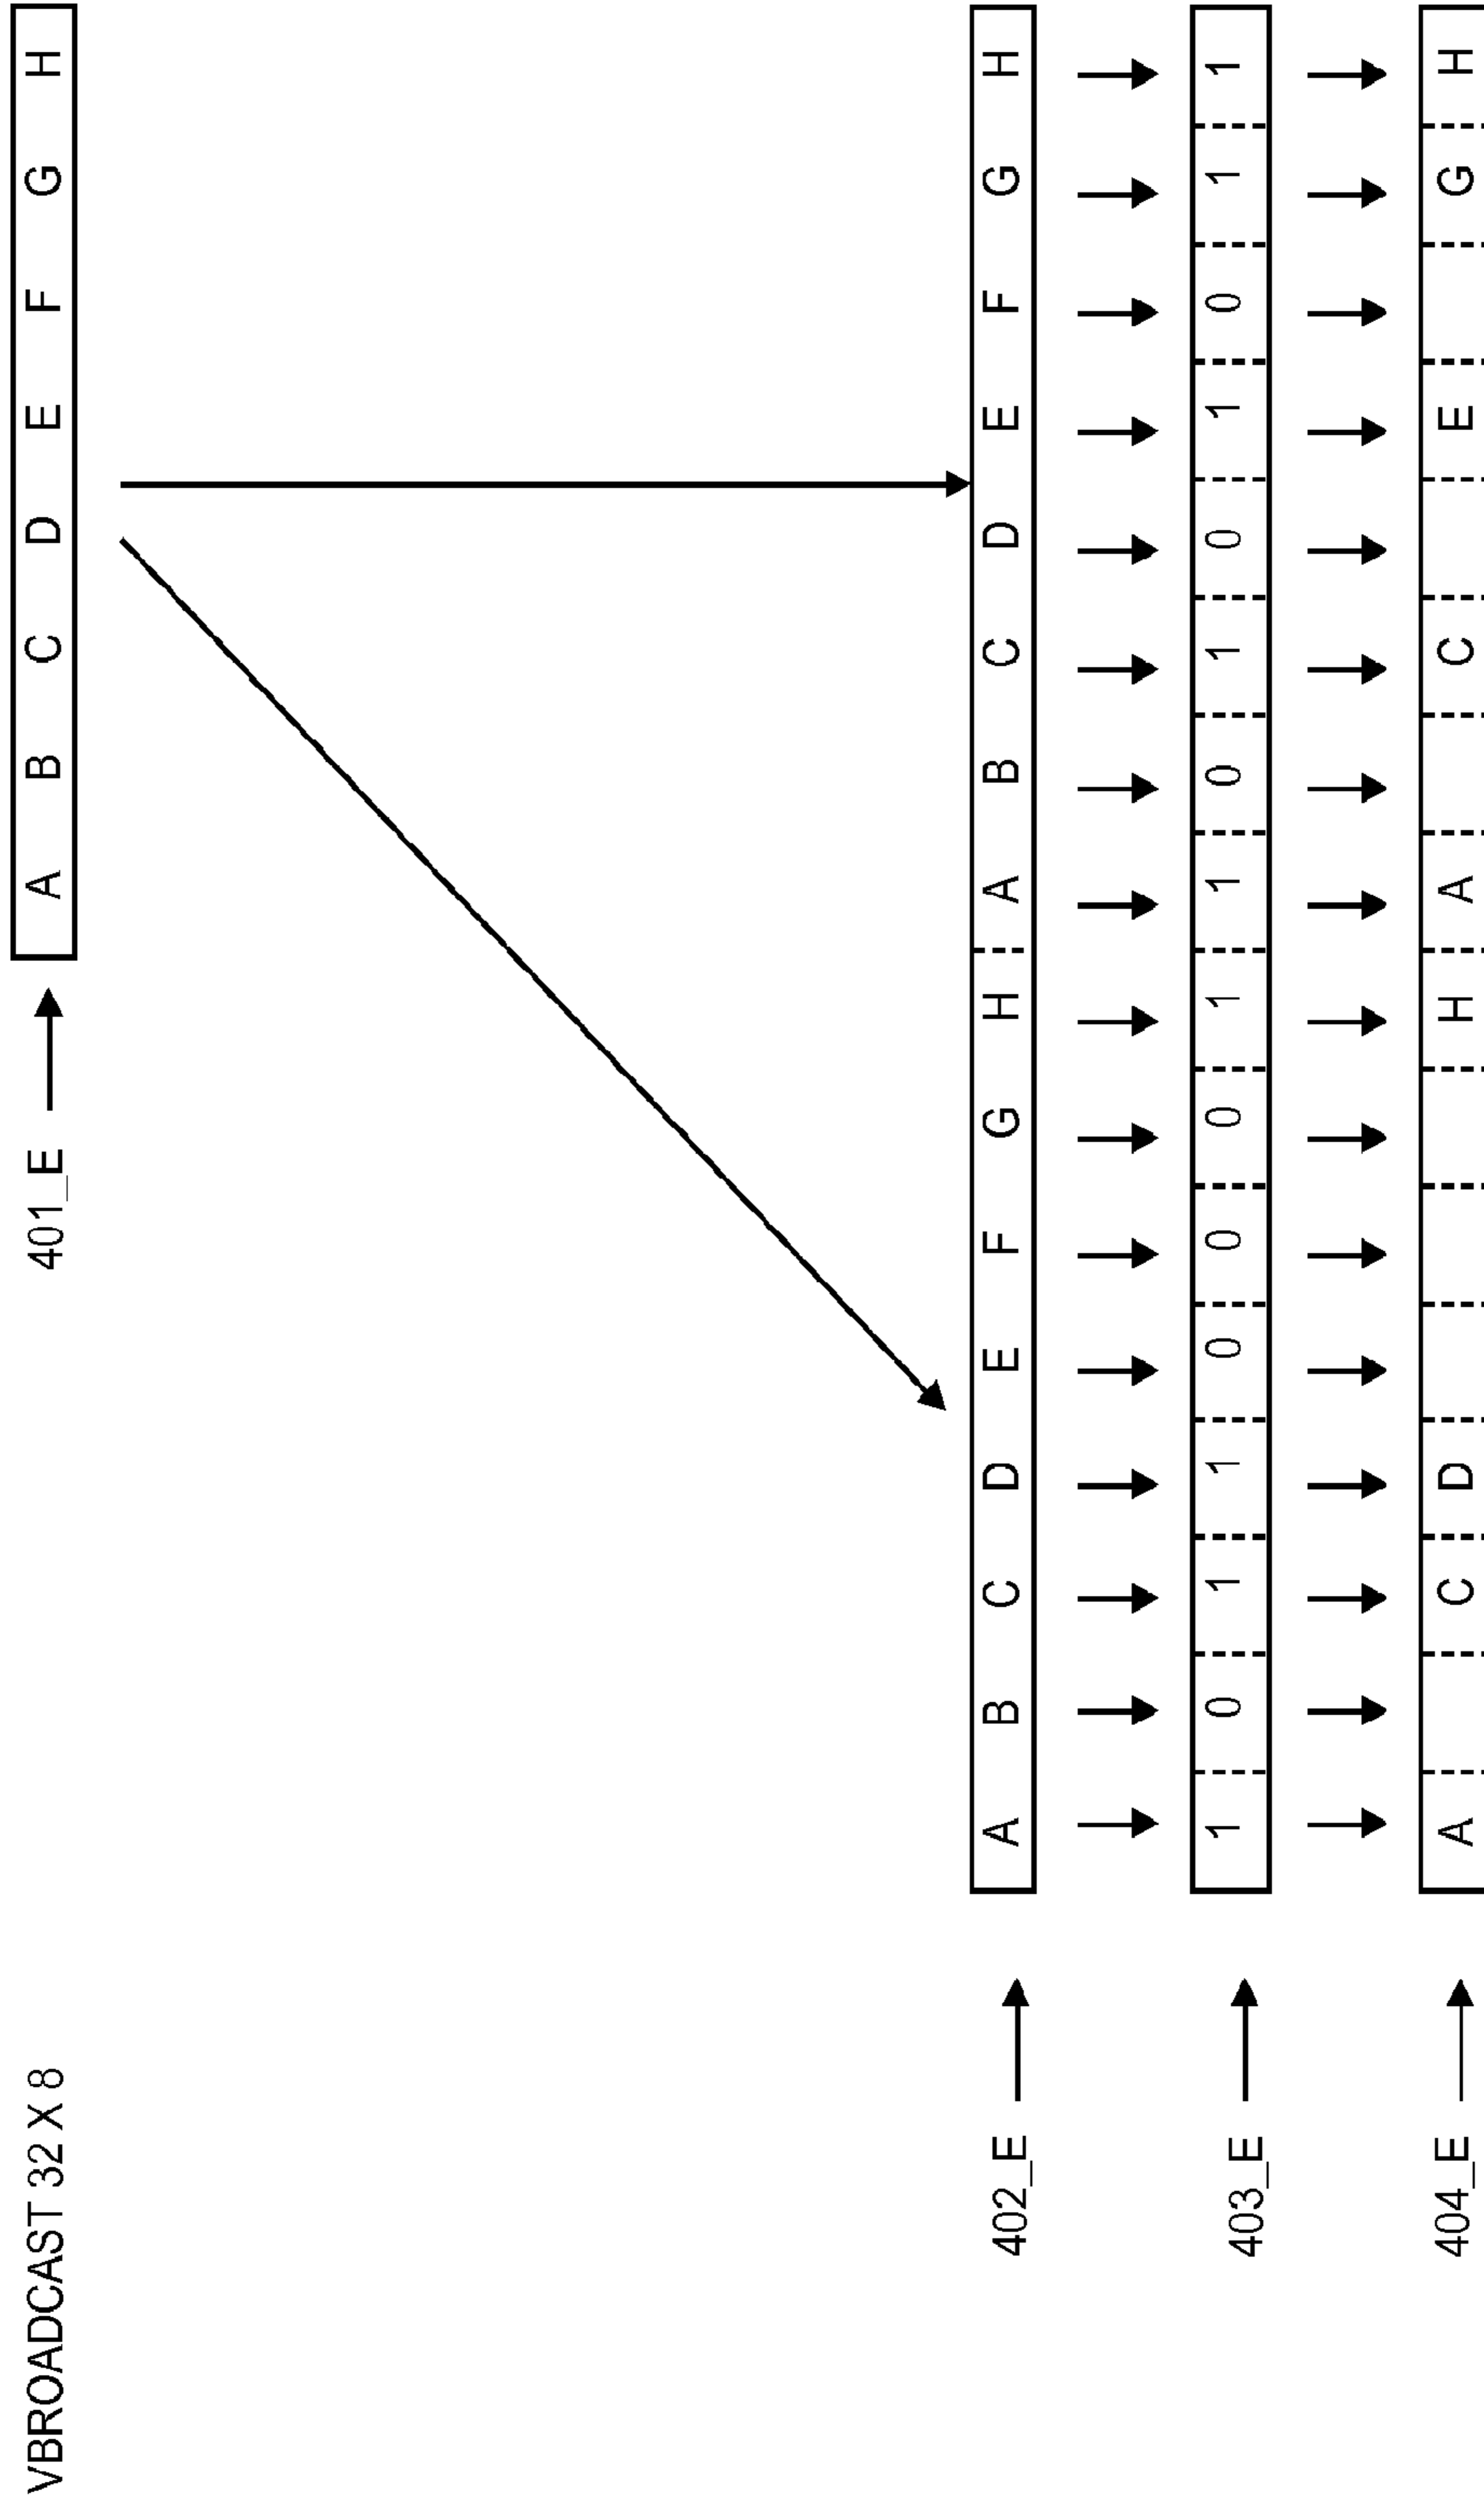 VBROADCAST 32 X 8
401_E A B C D E F G H
402_E A B C D E F G H A B C D E F G H
403_E 1 0 1 1 0 0 0 1 1 0 1 0 1 0 1 1
404_E A C D H A C E G H